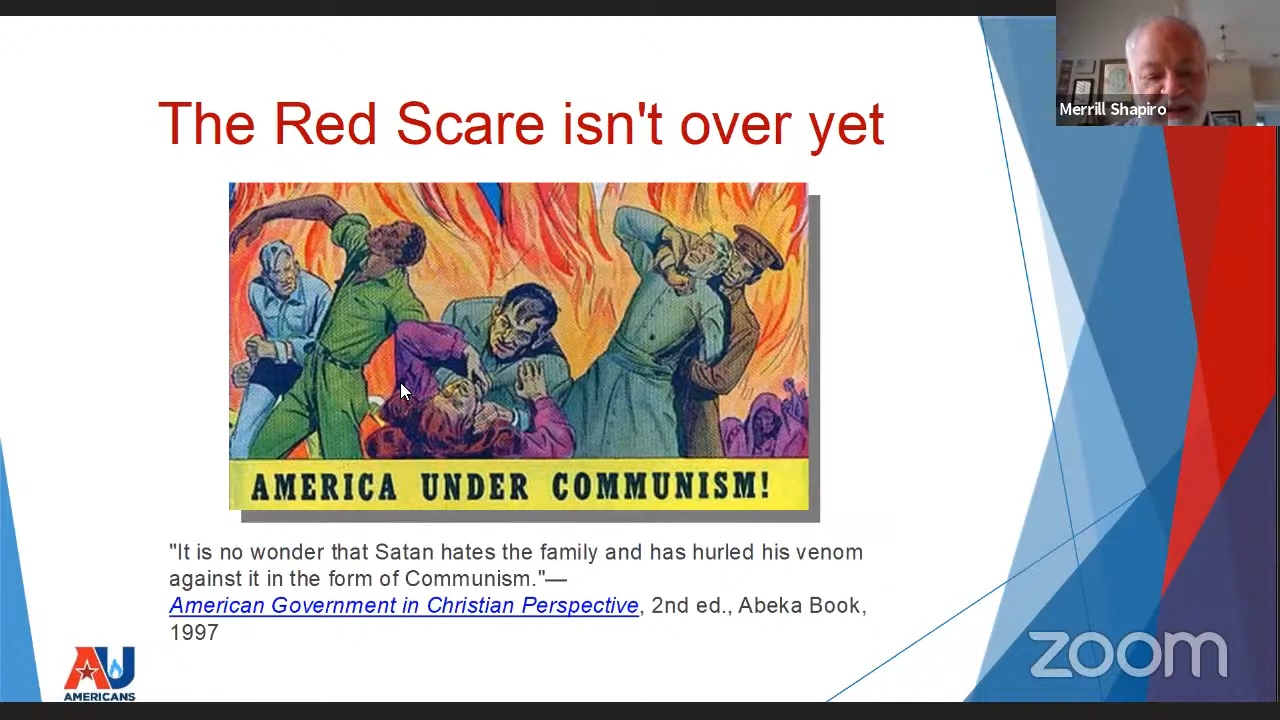 Merrill Shapiro
The Red Scare isn't over yet
AMERICA UNDER COMMUNISM!
"It is no wonder that Satan hates the family and has hurled his venom
against it in the form of Communism."—
American Government in Christian Perspective, 2nd ed., Abeka Book,
1997
AU
AMERICANS
zoom